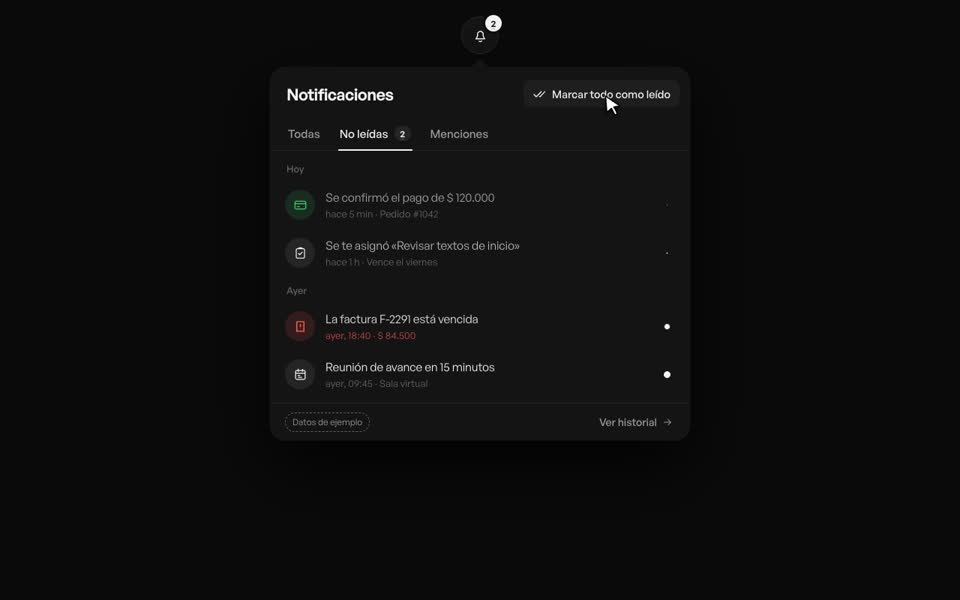 2
Notificaciones
Marcar todo como leído
Todas
No leídas 2
Menciones
Hoy
Se confirmó el pago de $ 120.000
hace 5 min · Pedido #1042
Se te asignó «Revisar textos de inicio»
hace 1 h · Vence el viernes
Ayer
La factura F-2291 está vencida
ayer, 18:40 · $ 84.500
Reunión de avance en 15 minutos
ayer, 09:45 · Sala virtual
Datos de ejemplo
Ver historial